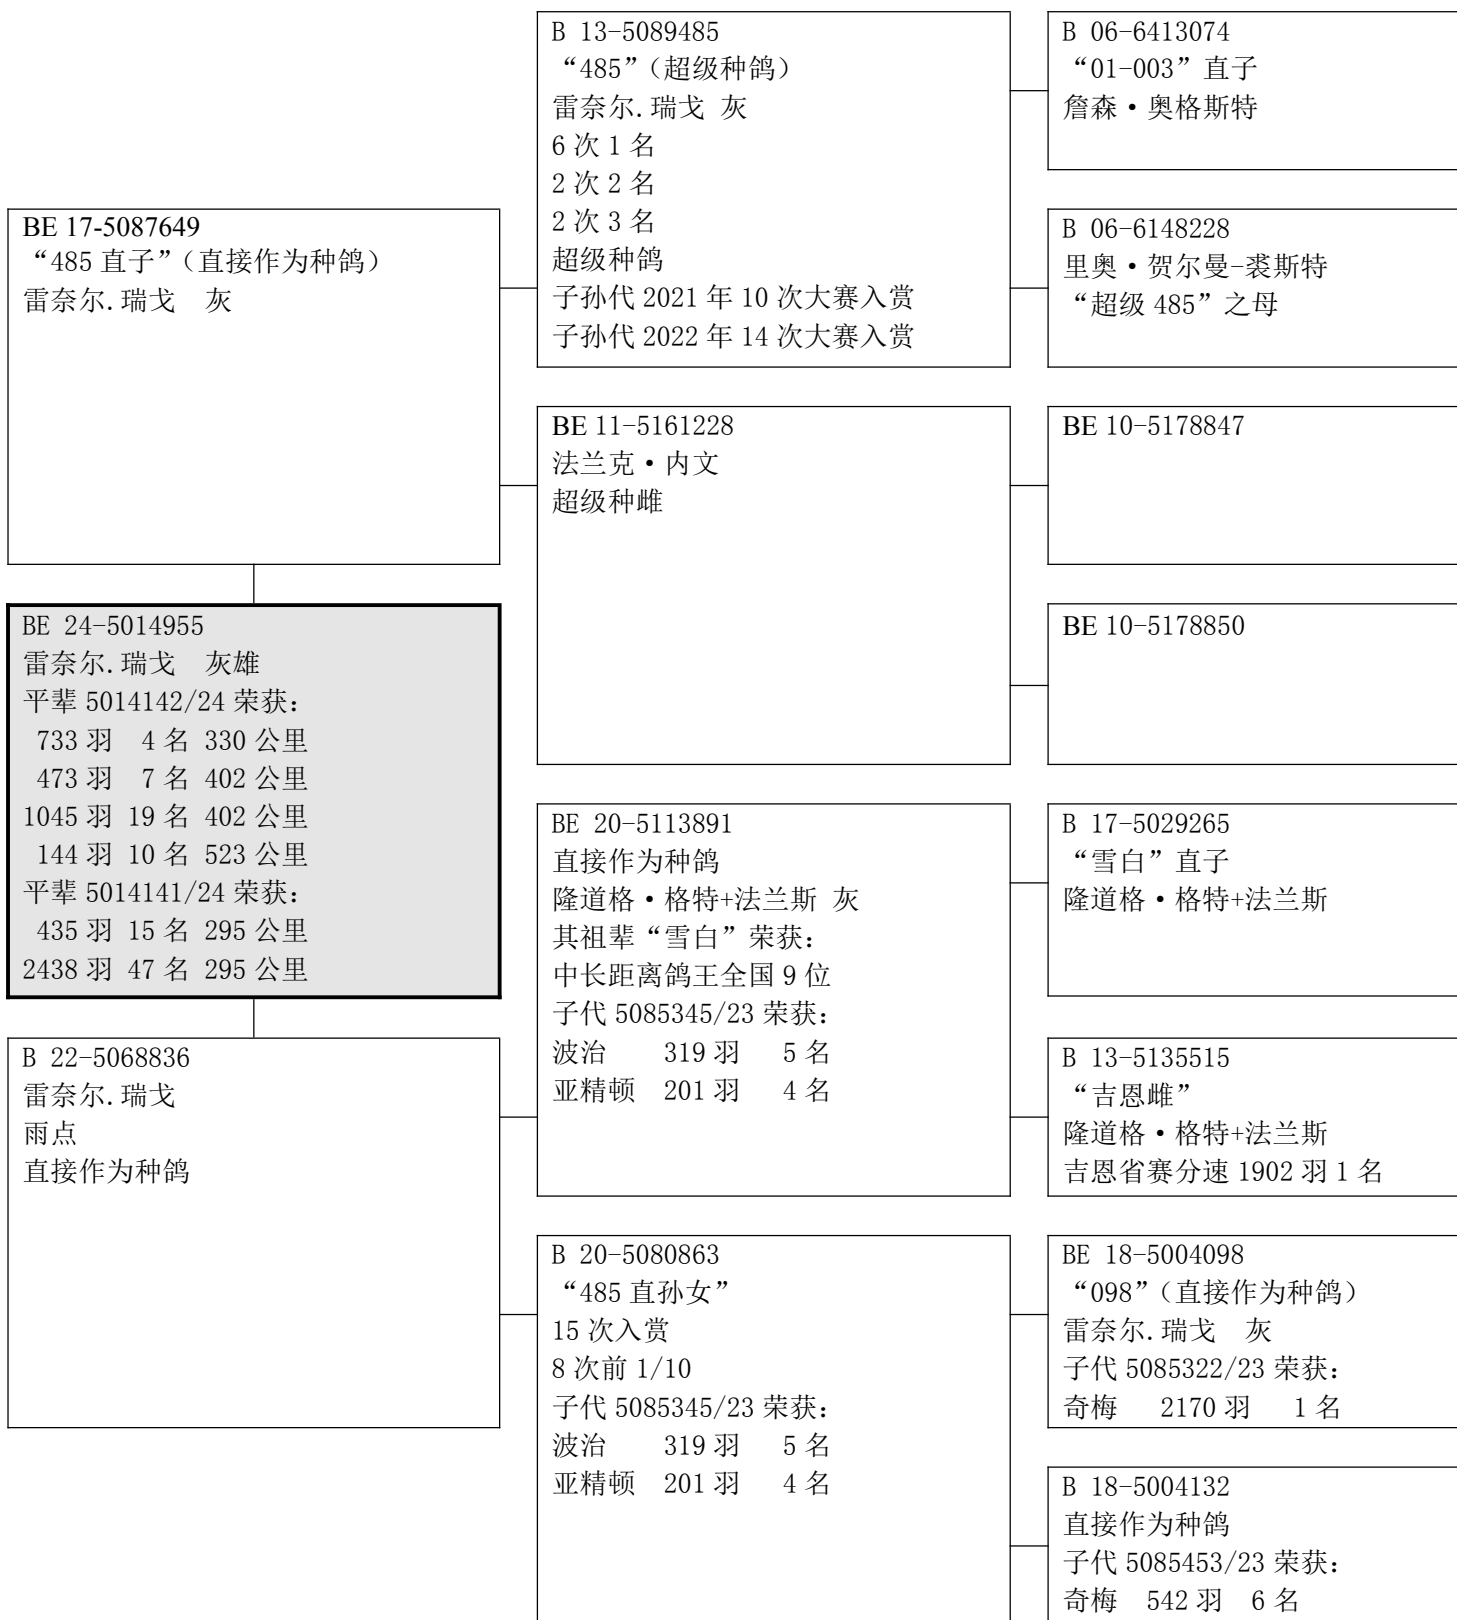 BE 17-5087649
“485 直子”（直接作为种鸽）
雷奈尔.瑞戈 灰
BE 24-5014955
雷奈尔.瑞戈 灰雄
平辈 5014142/24 荣获：
733 羽 4 名 330 公里
473 羽 7 名 402 公里
1045 羽 19 名 402 公里
144 羽 10 名 523 公里
平辈 5014141/24 荣获：
435 羽 15 名 295 公里
2438 羽 47 名 295 公里
B 22-5068836
雷奈尔.瑞戈
雨点
直接作为种鸽
B 13-5089485
“485”（超级种鸽）
雷奈尔.瑞戈 灰
6 次 1 名
2 次 2 名
2 次 3 名
超级种鸽
子孙代 2021 年 10 次大赛入赏
子孙代 2022 年 14 次大赛入赏
BE 11-5161228
法兰克·内文
超级种雌
BE 20-5113891
直接作为种鸽
隆道格·格特+法兰斯 灰
其祖辈“雪白”荣获：
中长距离鸽王全国 9 位
子代 5085345/23 荣获：
波治 319 羽 5 名
亚精顿 201 羽 4 名
B 20-5080863
“485 直孙女”
15 次入赏
8 次前 1/10
子代 5085345/23 荣获：
波治 319 羽 5 名
亚精顿 201 羽 4 名
B 06-6413074
“01-003”直子
詹森·奥格斯特
B 06-6148228
里奥·贺尔曼-裘斯特
“超级 485”之母
BE 10-5178847
BE 10-5178850
B 17-5029265
“雪白”直子
隆道格·格特+法兰斯
B 13-5135515
“吉恩雌”
隆道格·格特+法兰斯
吉恩省赛分速 1902 羽 1 名
BE 18-5004098
“098”（直接作为种鸽）
雷奈尔.瑞戈 灰
子代 5085322/23 荣获：
奇梅 2170 羽 1 名
B 18-5004132
直接作为种鸽
子代 5085453/23 荣获：
奇梅 542 羽 6 名